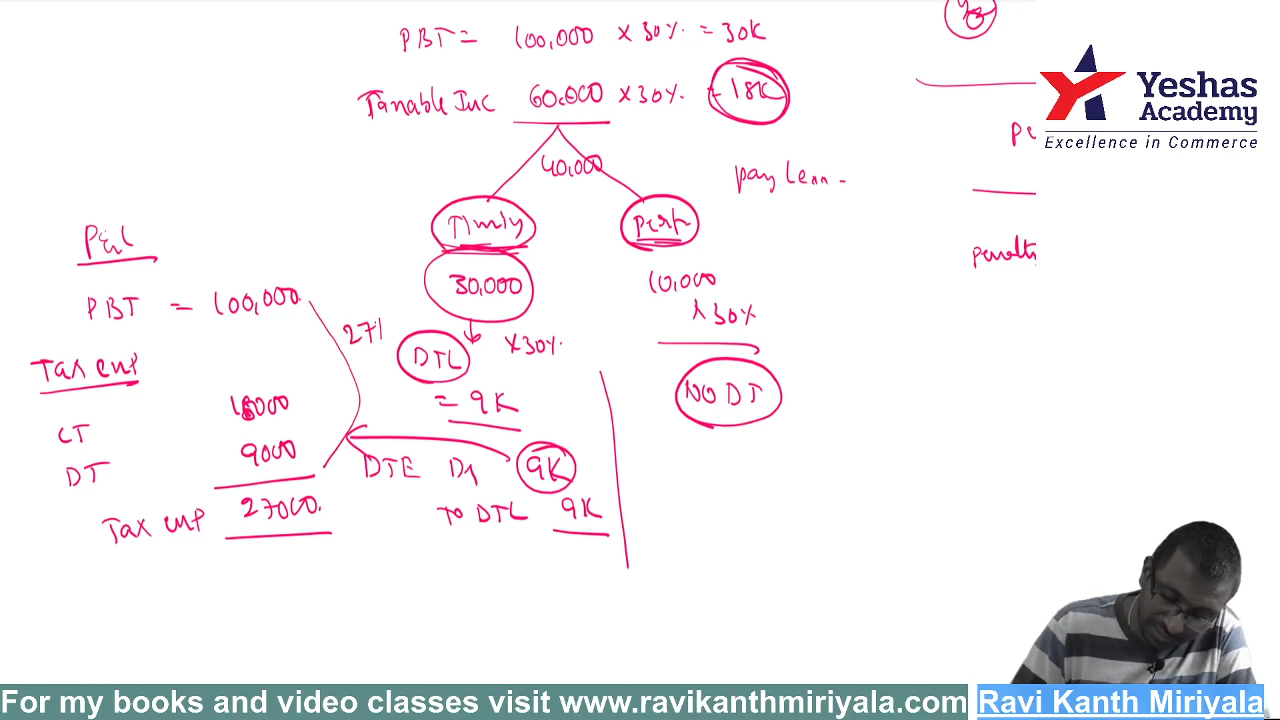 PBT = 100,000 x 30%. = 30K
Taxable Inc 60,000 x 30%. = 18K
Yeshas
Academy
Excellence in Commerce
40,000
pay less.
Timly
perm
P&L
30,000
10,000
x 30%
PBT = 100,000
27%
DTL
x 30%.
NO DT
Tax exp
= 9K
CT 18000
DT 9000
DTE Dr 9K
Tax exp 27000.
To DTL 9K
For my books and video classes visit www.ravikanthmiriyala.com Ravi Kanth Miriyala